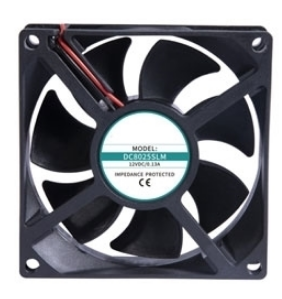 MODEL:
DC8025SLM
12VDC/0.13A
IMPEDANCE PROTECTED
CE